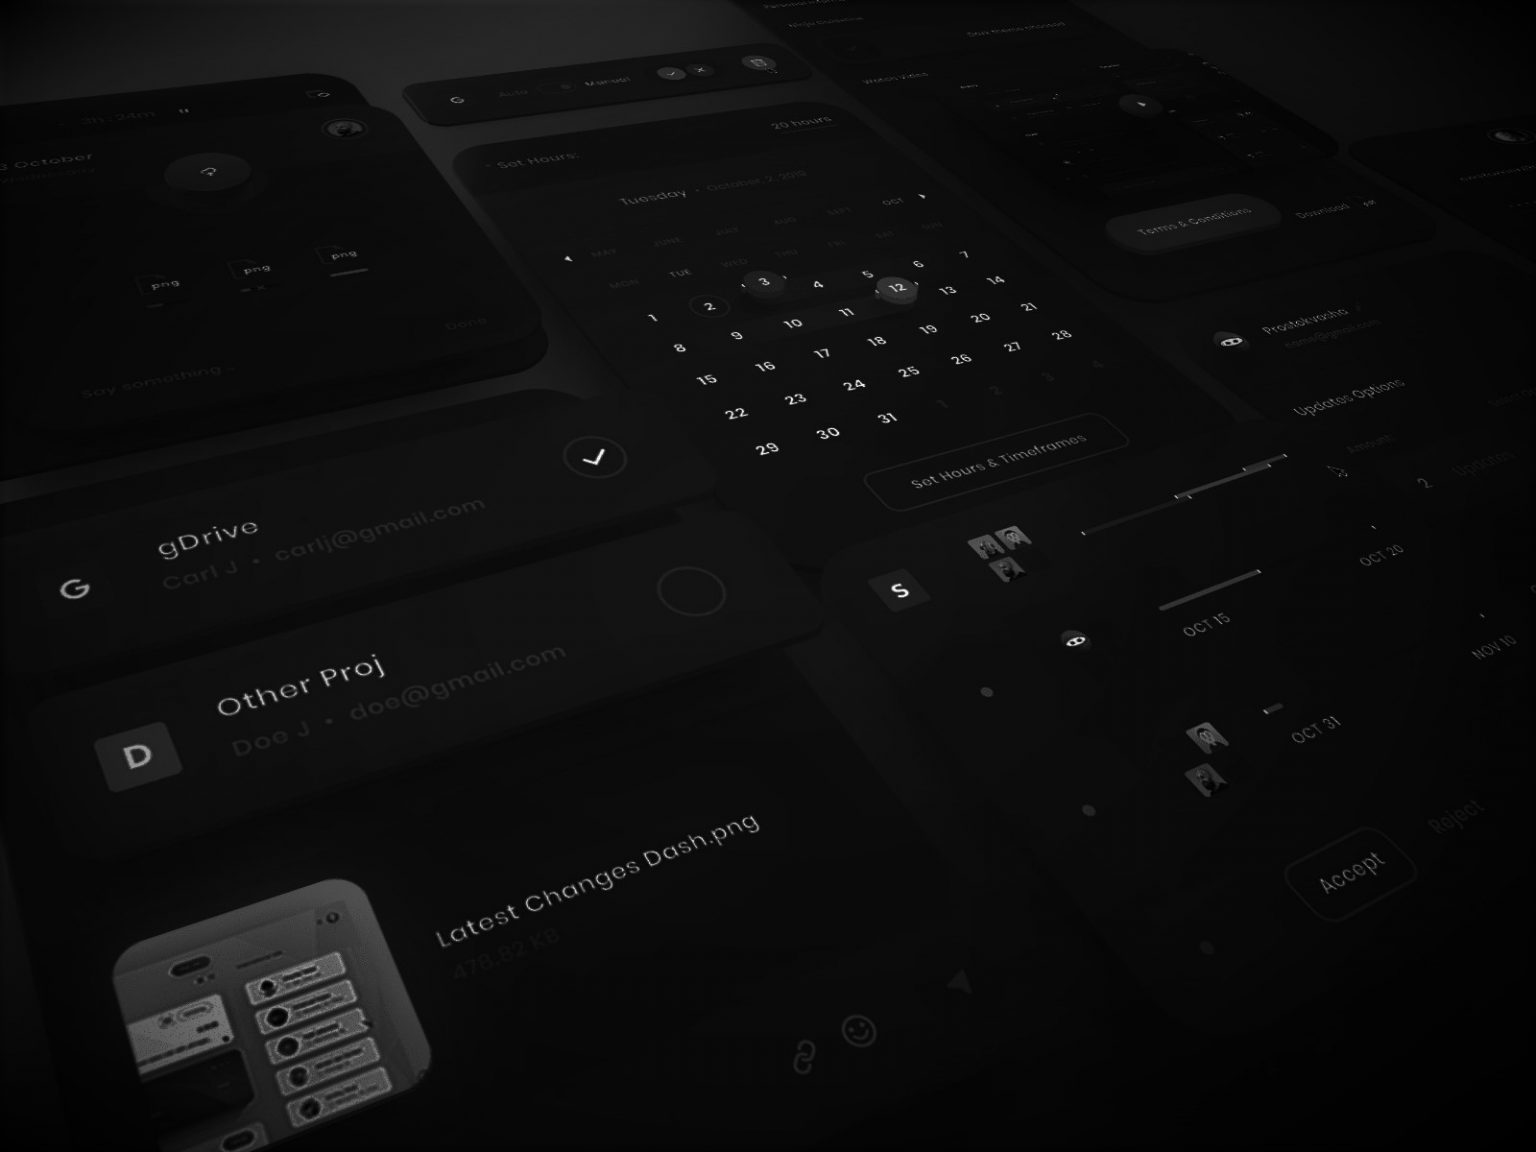 3h : 24m
October
png
png
png
Done
Say something
G
Auto
Manual
Set Hours:
20 hours
Tuesday • October 2, 2019
MAY JUNE JULY AUG SEPT OCT
MON TUE WED THU FRI SAT SUN
1 2 3 4 5 6 7
8 9 10 11 12 13 14
15 16 17 18 19 20 21
22 23 24 25 26 27 28
29 30 31 1 2 3 4
Set Hours & Timeframes
Watch video
Terms & Conditions
Download
Prostokvasho
name@gmail.com
Updates Options
Amount
2 Updates
G
gDrive
Carl J • carlj@gmail.com
D
Other Proj
Doe J • doe@gmail.com
Latest Changes Dash.png
478.82 KB
S
OCT 15
OCT 20
OCT 31
NOV 10
Accept
Reject